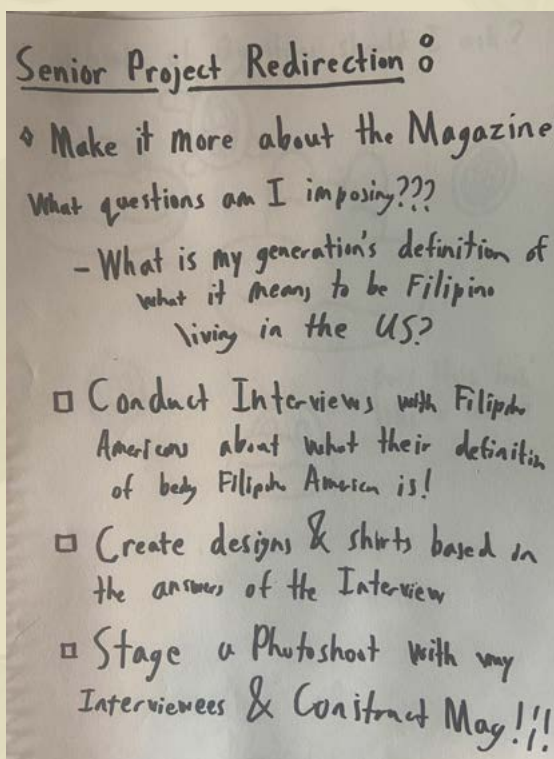 Senior Project Redirection :
◊ Make it more about the Magazine
What questions am I imposing???
- What is my generation's definition of
what it means to be Filipino
living in the US?
□ Conduct Interviews with Filipino
Americans about what their definition
of being Filipino American is!
□ Create designs & shirts based on
the answers of the Interview
□ Stage a Photoshoot with my
Interviewees & Construct Mag!!!!